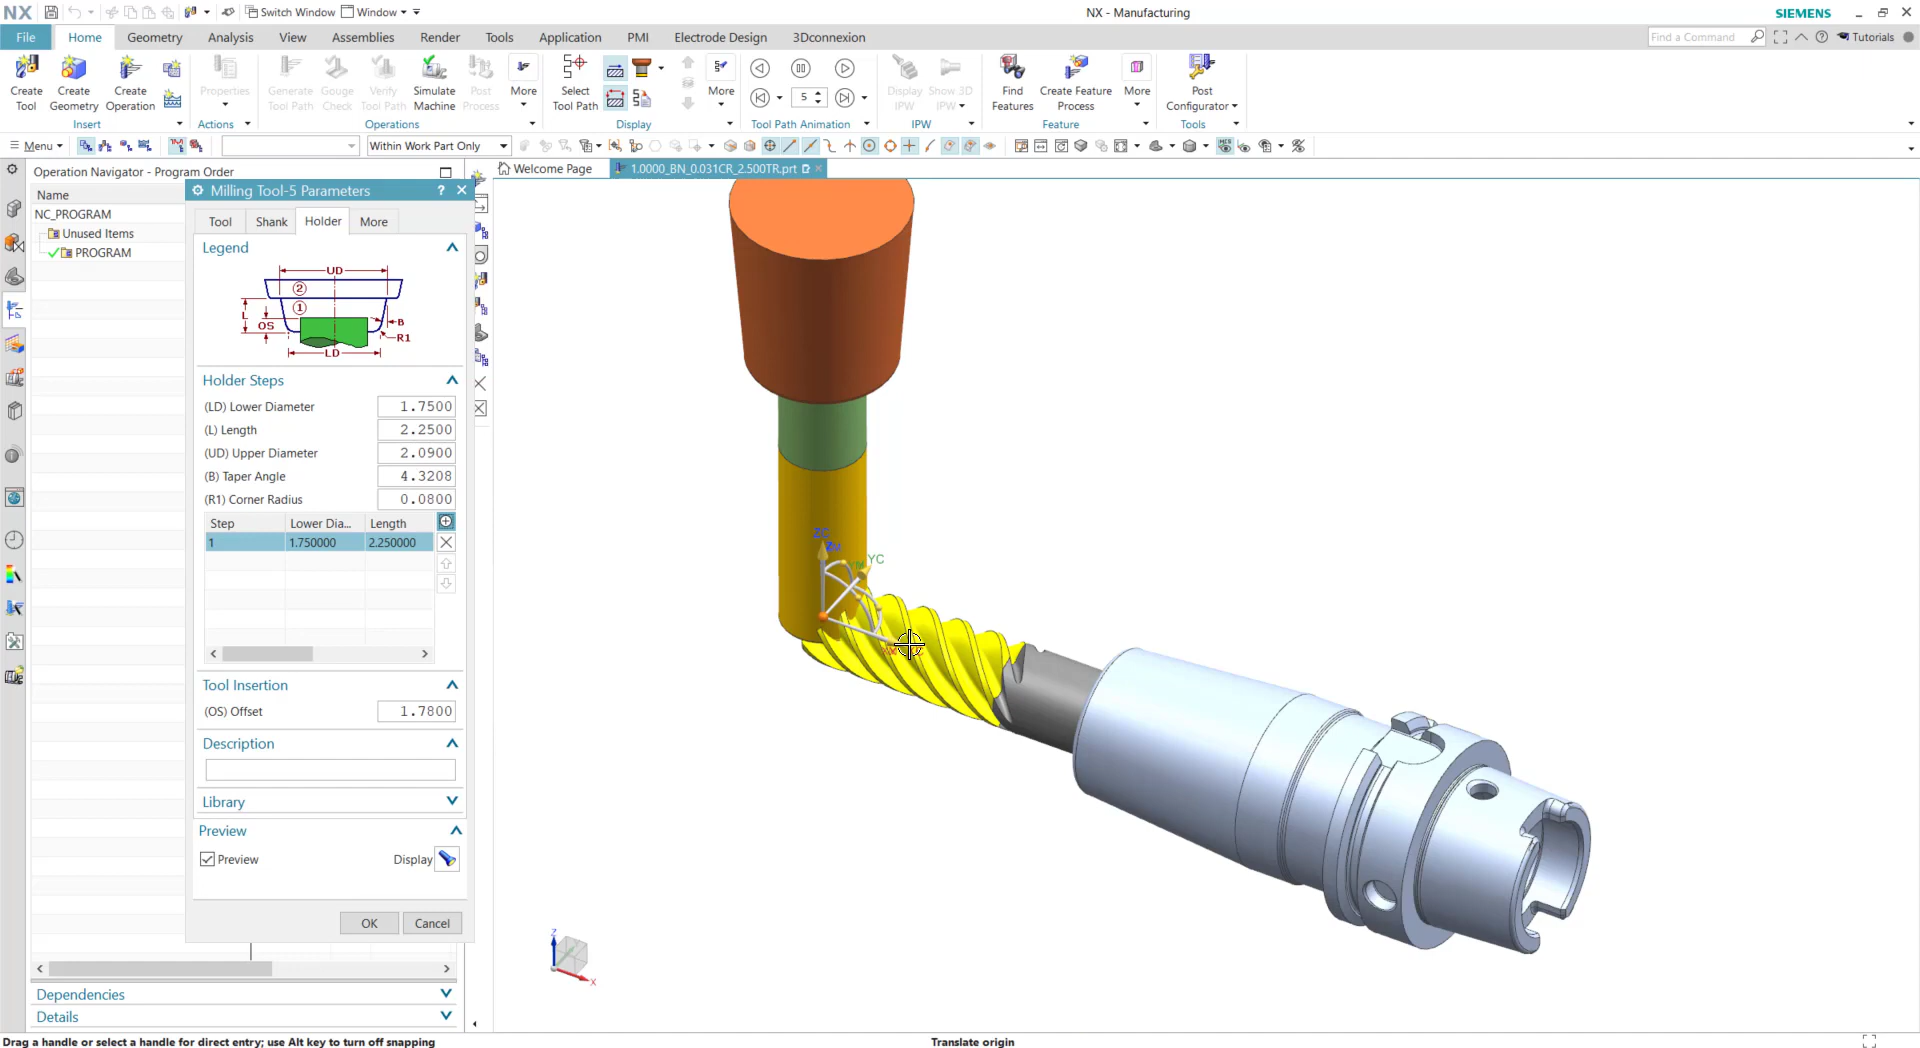 NX
Switch Window
Window
NX - Manufacturing
SIEMENS
File
Home
Geometry
Analysis
View
Assemblies
Render
Tools
Application
PMI
Electrode Design
3Dconnexion
Find a Command
Tutorials
Create Tool
Create Geometry
Create Operation
Properties
Generate Tool Path
Gouge Check
Verify Tool Path
Simulate Machine
Post Process
More
Select Tool Path
More
5
Display IPW
Show 3D IPW
Find Features
Create Feature Process
More
Post Configurator
Insert
Actions
Operations
Display
Tool Path Animation
IPW
Feature
Tools
Menu
Within Work Part Only
Operation Navigator - Program Order
Welcome Page
1.0000_BN_0.031CR_2.500TR.prt
Name
NC_PROGRAM
Unused Items
PROGRAM
Milling Tool-5 Parameters
?
Tool
Shank
Holder
More
Legend
UD
2
1
L
OS
B
R1
LD
Holder Steps
(LD) Lower Diameter 1.7500
(L) Length 2.2500
(UD) Upper Diameter 2.0900
(B) Taper Angle 4.3208
(R1) Corner Radius 0.0800
Step Lower Dia... Length
1 1.750000 2.250000
Tool Insertion
(OS) Offset 1.7800
Description
Library
Preview
Preview
Display
OK
Cancel
Dependencies
Details
ZC
YC
Z
X
Drag a handle or select a handle for direct entry; use Alt key to turn off snapping
Translate origin